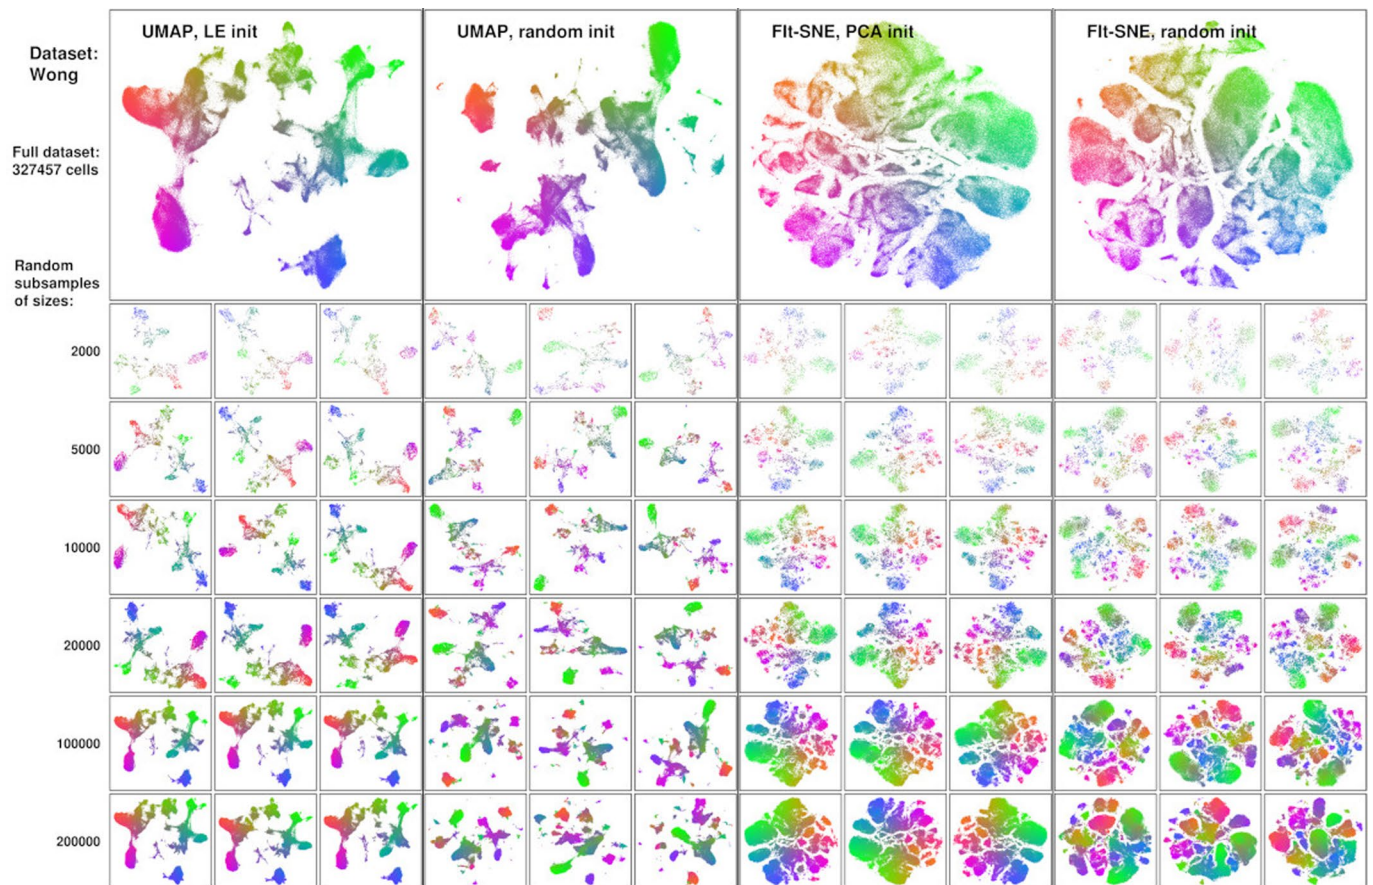 UMAP, LE init
UMAP, random init
FIt-SNE, PCA init
FIt-SNE, random init
Dataset:
Wong
Full dataset:
327457 cells
Random
subsamples
of sizes:
2000
5000
10000
20000
100000
200000